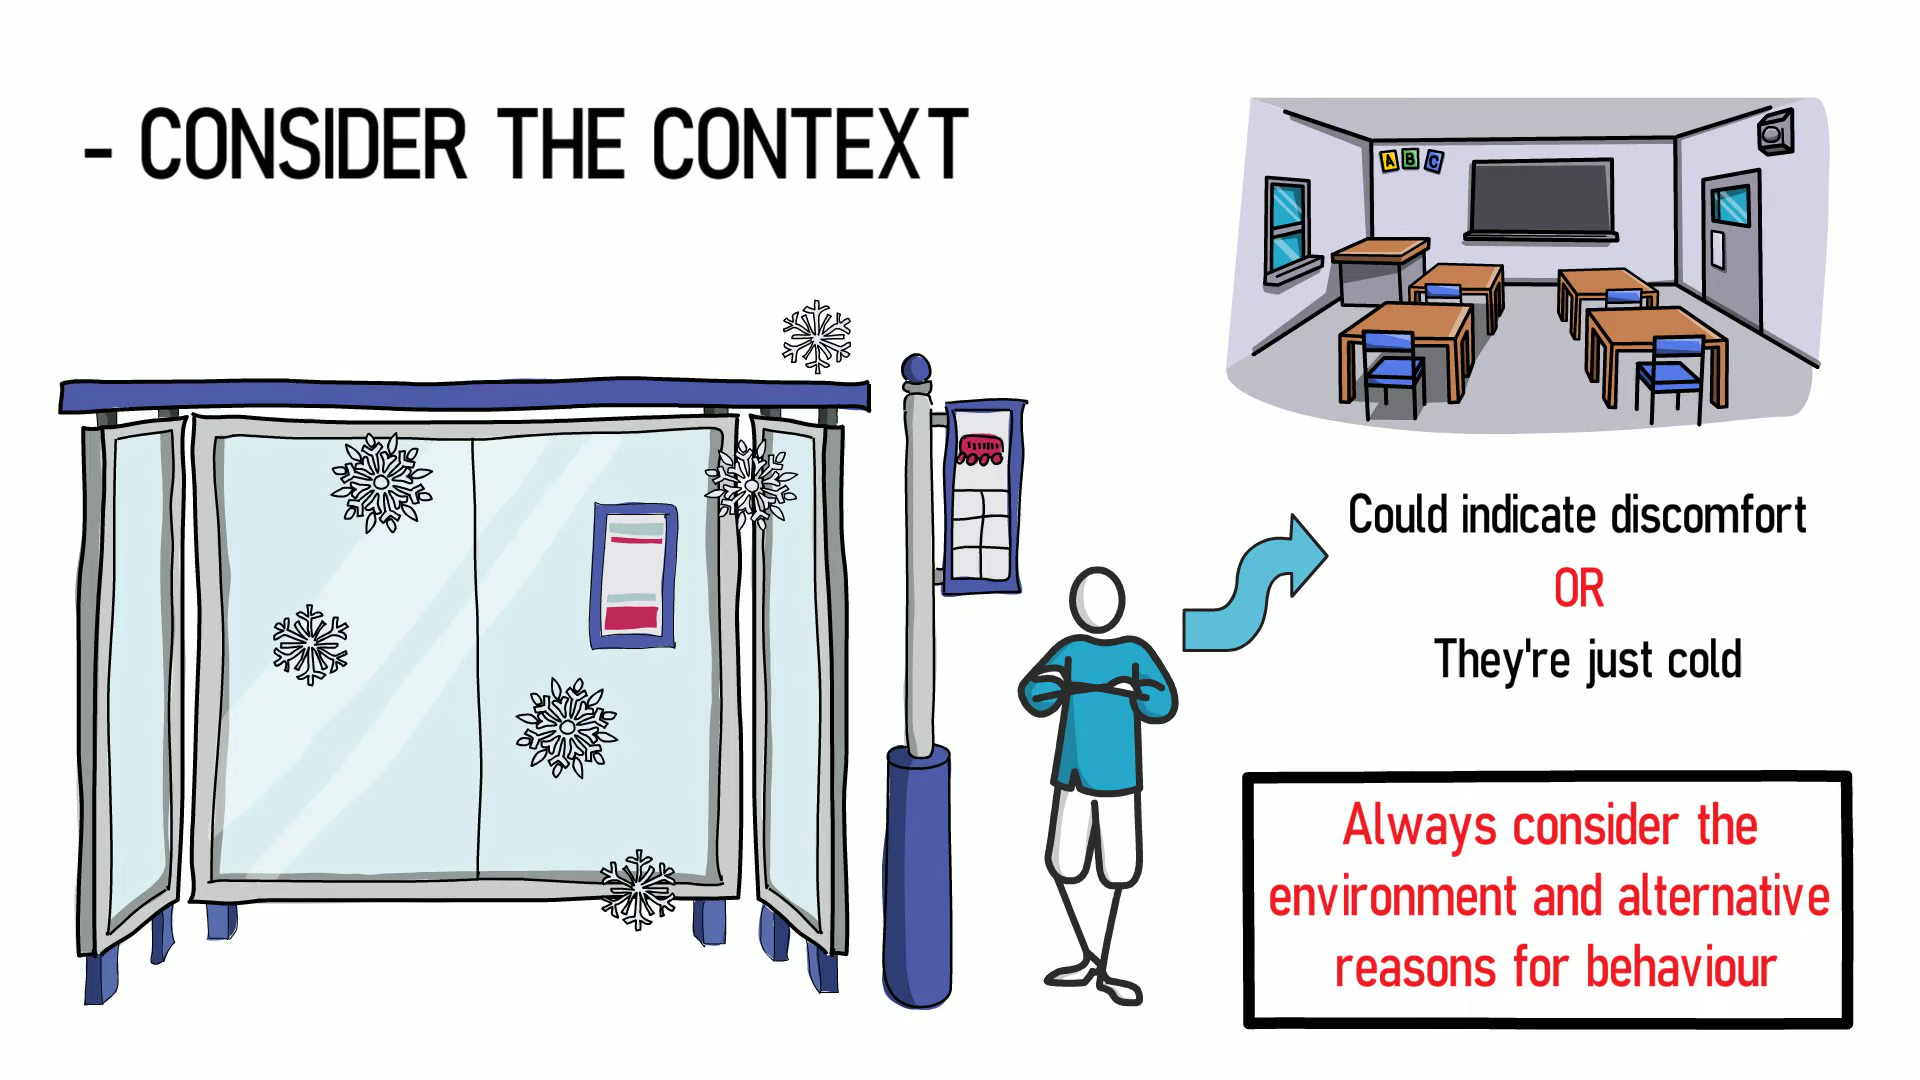 - CONSIDER THE CONTEXT
A B C
Could indicate discomfort
OR
They're just cold
Always consider the
environment and alternative
reasons for behaviour